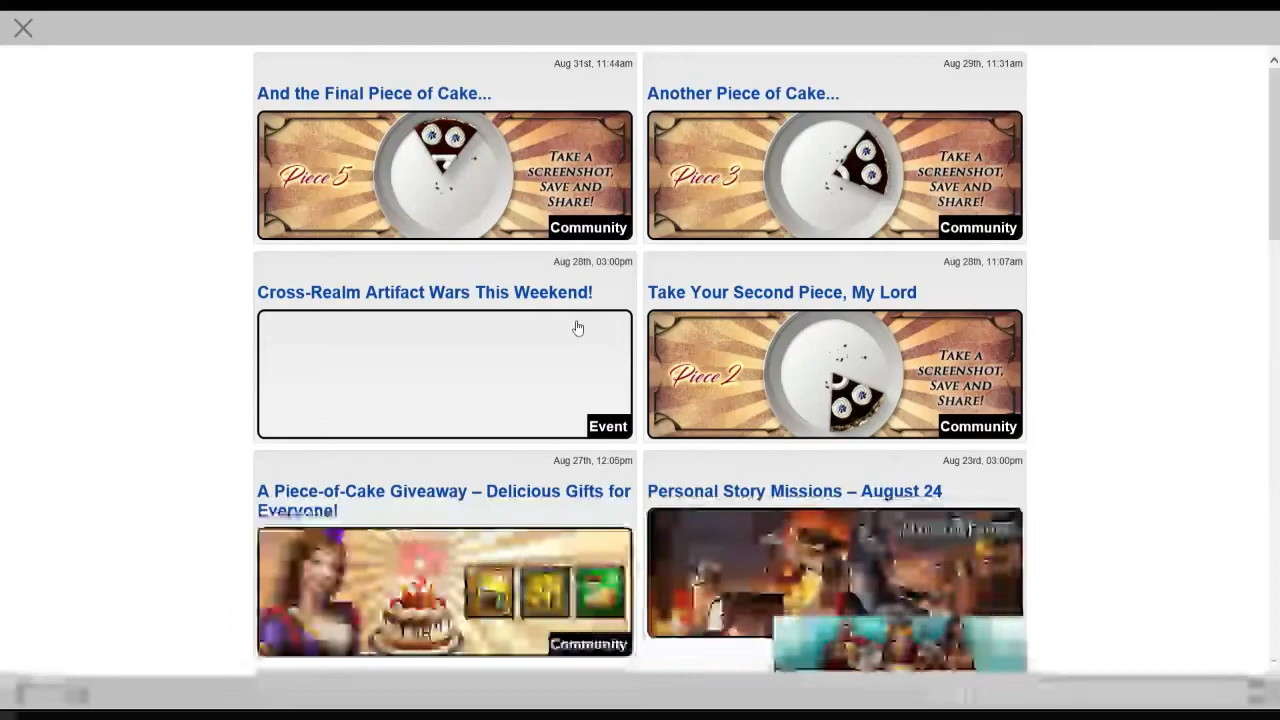 Aug 31st, 11:44am
And the Final Piece of Cake...
Piece 5
TAKE A
SCREENSHOT,
SAVE AND
SHARE!
Community
Aug 29th, 11:31am
Another Piece of Cake...
Piece 3
TAKE A
SCREENSHOT,
SAVE AND
SHARE!
Community
Aug 28th, 03:00pm
Cross-Realm Artifact Wars This Weekend!
Event
Aug 28th, 11:07am
Take Your Second Piece, My Lord
Piece 2
TAKE A
SCREENSHOT,
SAVE AND
SHARE!
Community
Aug 27th, 12:05pm
A Piece-of-Cake Giveaway – Delicious Gifts for
Everyone!
Community
Aug 23rd, 03:00pm
Personal Story Missions – August 24